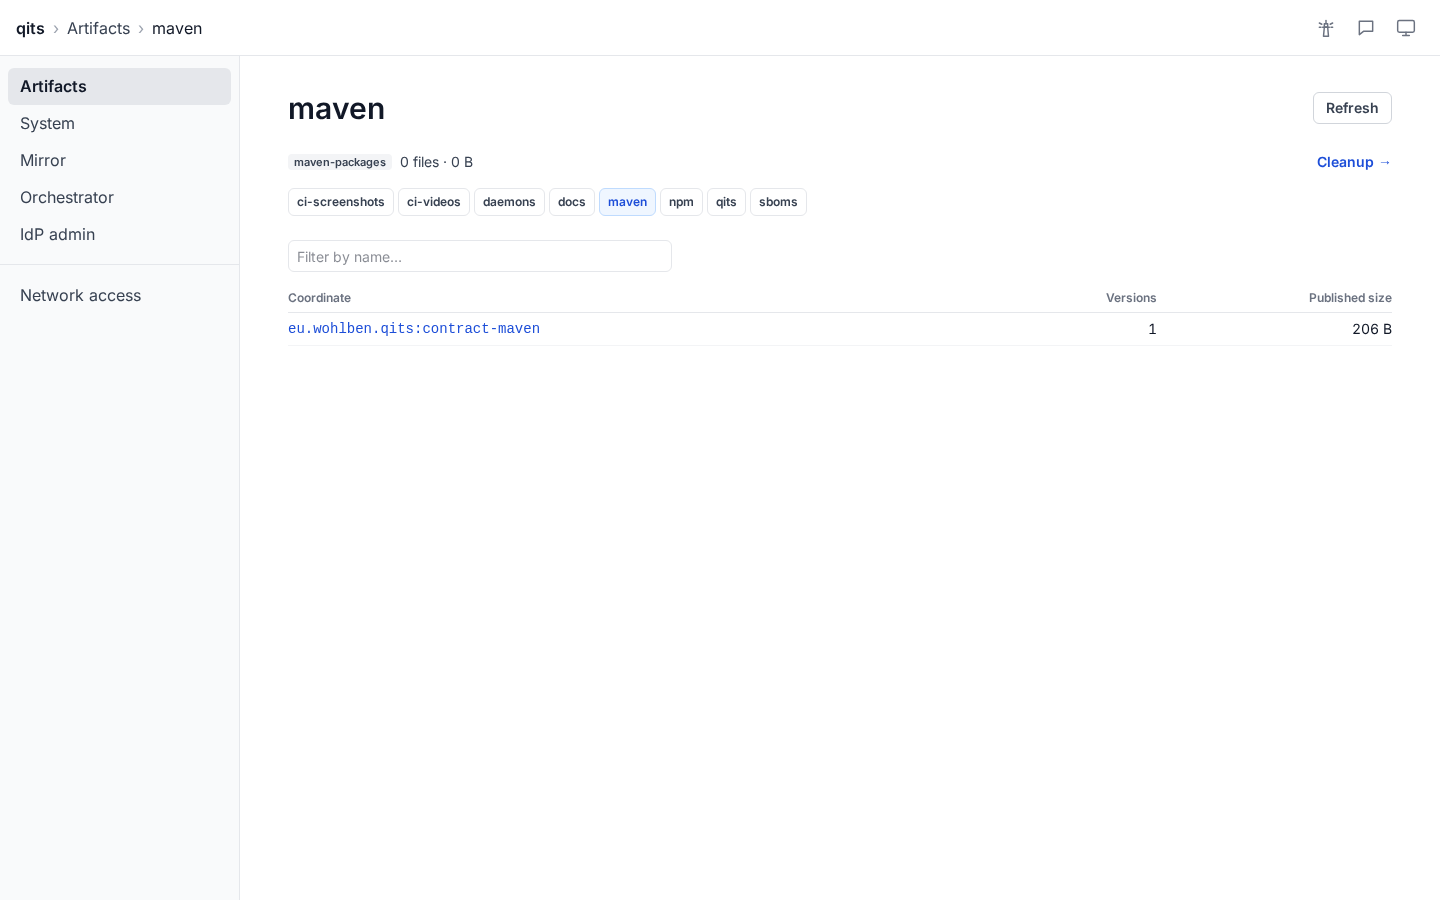 qits › Artifacts › maven
Artifacts
System
Mirror
Orchestrator
IdP admin
Network access
maven
Refresh
maven-packages 0 files · 0 B
Cleanup →
ci-screenshots ci-videos daemons docs maven npm qits sboms
Filter by name...
Coordinate Versions Published size
eu.wohlben.qits:contract-maven 1 206 B